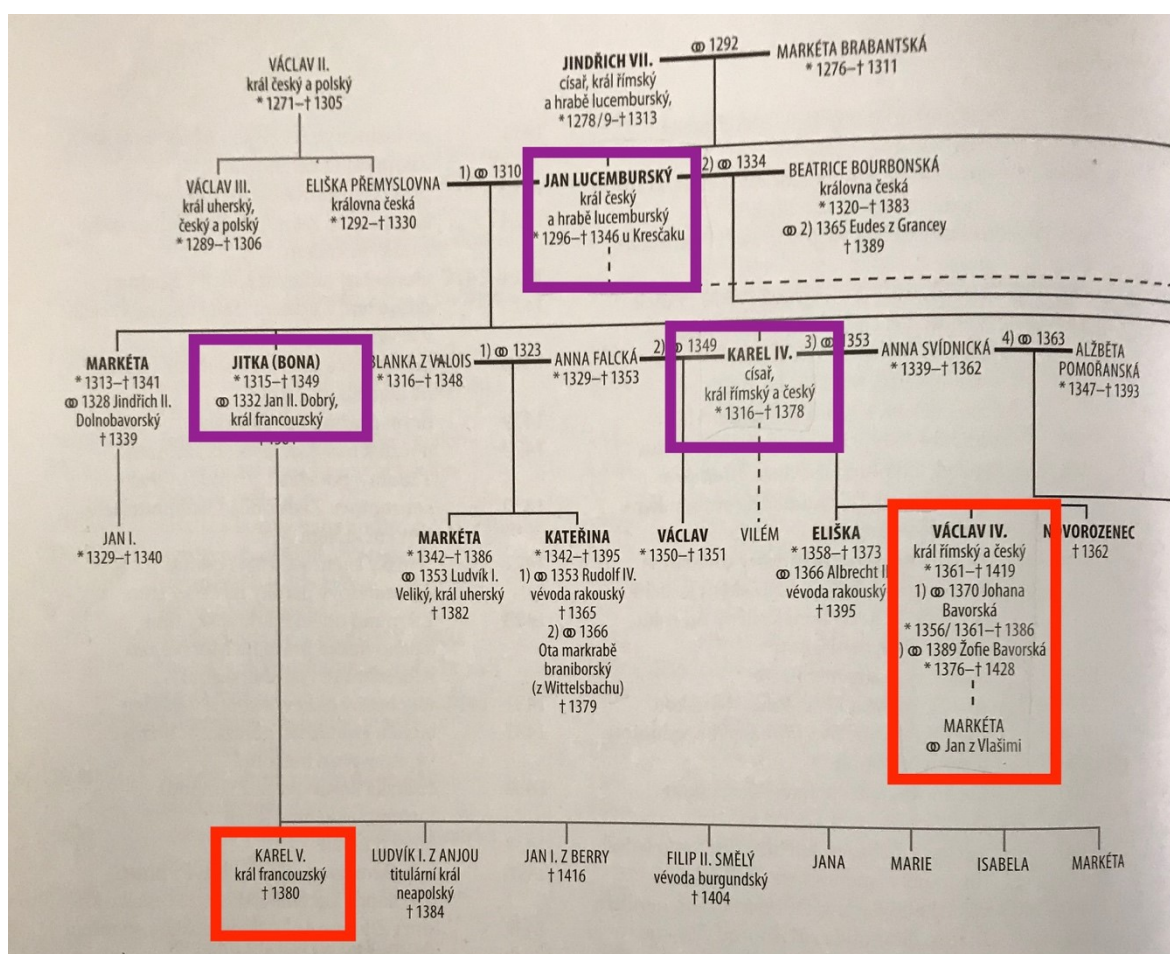 VÁCLAV II.
král český a polský
* 1271–† 1305
JINDŘICH VII.
císař, král římský
a hrabě lucemburský,
* 1278/9–† 1313
⚭ 1292
MARKÉTA BRABANTSKÁ
* 1276–† 1311
VÁCLAV III.
král uherský,
český a polský
* 1289–† 1306
ELIŠKA PŘEMYSLOVNA
královna česká
* 1292–† 1330
1) ⚭ 1310
JAN LUCEMBURSKÝ
král český
a hrabě lucemburský
* 1296–† 1346 u Kresčaku
2) ⚭ 1334
BEATRICE BOURBONSKÁ
královna česká
* 1320–† 1383
⚭ 2) 1365 Eudes z Grancey
† 1389
MARKÉTA
* 1313–† 1341
⚭ 1328 Jindřich II.
Dolnobavorský
† 1339
JITKA (BONA)
* 1315–† 1349
⚭ 1332 Jan II. Dobrý,
král francouzský
BLANKA Z VALOIS
* 1316–† 1348
1) ⚭ 1323
ANNA FALCKÁ
* 1329–† 1353
2) ⚭ 1349
KAREL IV.
císař,
král římský a český
* 1316–† 1378
3) ⚭ 1353
ANNA SVÍDNICKÁ
* 1339–† 1362
4) ⚭ 1363
ALŽBĚTA
POMOŘANSKÁ
* 1347–† 1393
JAN I.
* 1329–† 1340
MARKÉTA
* 1342–† 1386
⚭ 1353 Ludvík I.
Veliký, král uherský
† 1382
KATEŘINA
* 1342–† 1395
1) ⚭ 1353 Rudolf IV.
vévoda rakouský
† 1365
2) ⚭ 1366
Ota markrabě
braniborský
(z Wittelsbachu)
† 1379
VÁCLAV
* 1350–† 1351
VILÉM
ELIŠKA
* 1358–† 1373
⚭ 1366 Albrecht
vévoda rakouský
† 1395
VÁCLAV IV.
král římský a český
* 1361–† 1419
1) ⚭ 1370 Johana
Bavorská
* 1356/ 1361–† 1386
) ⚭ 1389 Žofie Bavorská
* 1376–† 1428
MARKÉTA
⚭ Jan z Vlašimi
NOVOROZENEC
† 1362
KAREL V.
král francouzský
† 1380
LUDVÍK I. Z ANJOU
titulární král
neapolský
† 1384
JAN I. Z BERRY
† 1416
FILIP II. SMĚLÝ
vévoda burgundský
† 1404
JANA
MARIE
ISABELA
MARKÉTA